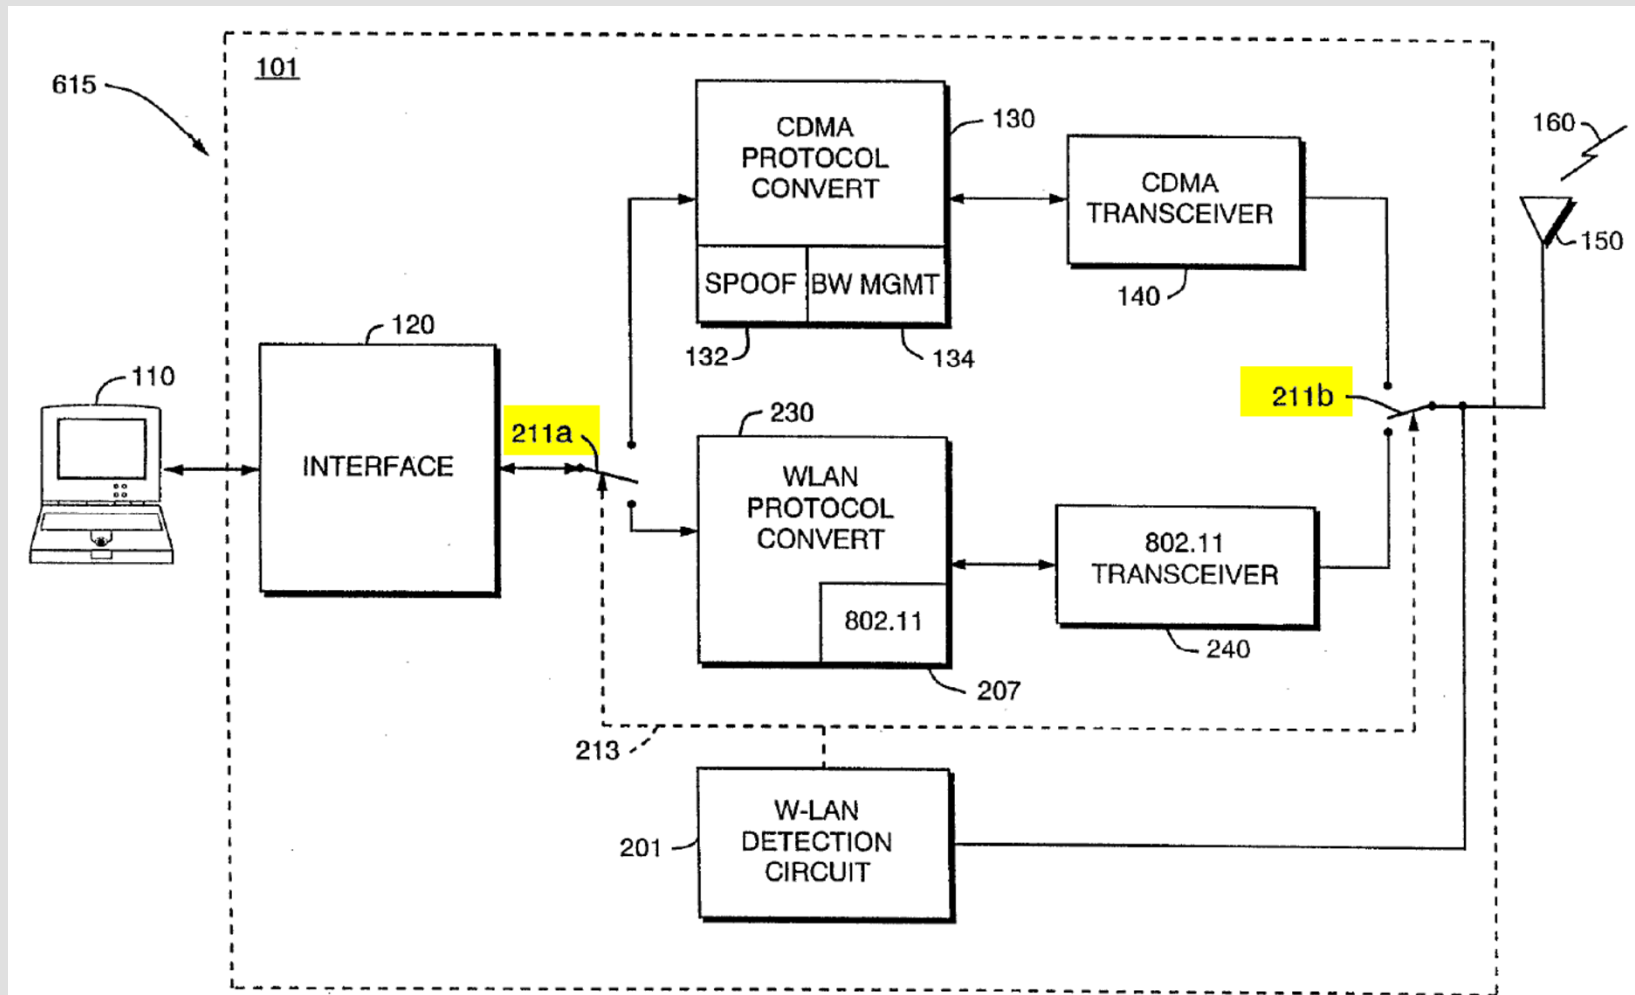 101
615
130
160
CDMA
PROTOCOL
CONVERT
CDMA
TRANSCEIVER
150
SPOOF
BW MGMT
140
120
132
134
110
211b
230
211a
INTERFACE
WLAN
PROTOCOL
CONVERT
802.11
TRANSCEIVER
802.11
240
207
213
W-LAN
DETECTION
CIRCUIT
201